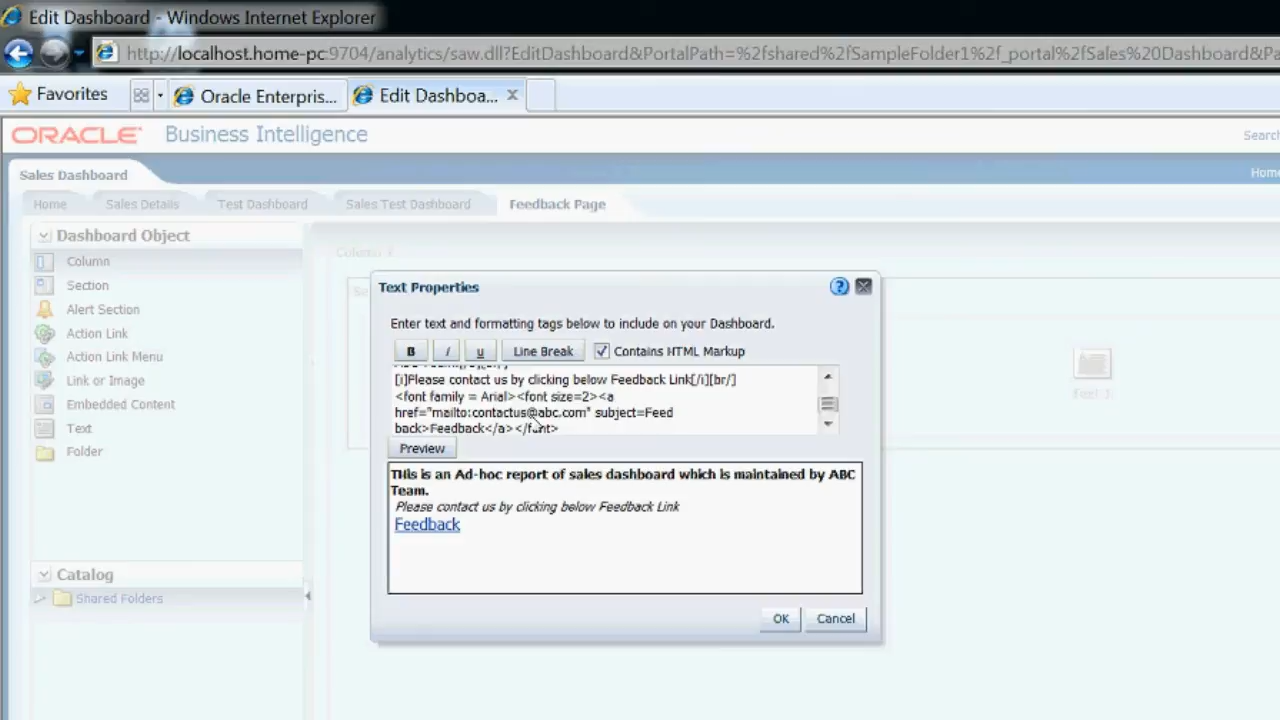 Edit Dashboard - Windows Internet Explorer
http://localhost.home-pc:9704/analytics/saw.dll?EditDashboard&PortalPath=%2fshared%2fSampleFolder1%2f_portal%2fSales%20Dashboard&Pa
Favorites
Oracle Enterpris...
Edit Dashboa...
ORACLE Business Intelligence
Search
Sales Dashboard
Home
Home
Sales Details
Test Dashboard
Sales Test Dashboard
Feedback Page
Dashboard Object
Column
Section
Alert Section
Action Link
Action Link Menu
Link or Image
Embedded Content
Text
Folder
Catalog
Shared Folders
Text Properties
Enter text and formatting tags below to include on your Dashboard.
B i u Line Break Contains HTML Markup
[i]Please contact us by clicking below Feedback Link[/i][br/]
<font family = Arial><font size=2><a
href="mailto:contactus@abc.com" subject=Feed
back>Feedback</a></font>
Preview
THis is an Ad-hoc report of sales dashboard which is maintained by ABC
Team.
Please contact us by clicking below Feedback Link
Feedback
OK
Cancel
Text 1